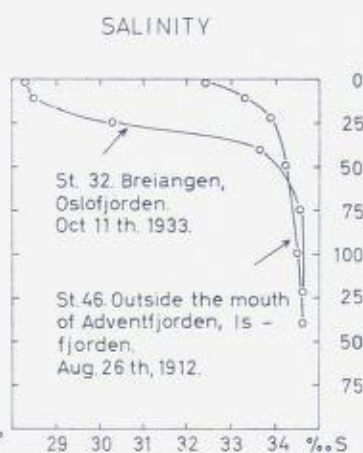 SALINITY
0
25
50
75
100
25
50
75
St. 32. Breiangen,
Oslofjorden.
Oct 11 th. 1933.
St.46. Outside the mouth
of Adventfjorden, Is -
fjorden.
Aug. 26 th, 1912.
29 30 31 32 33 34 ‰ S